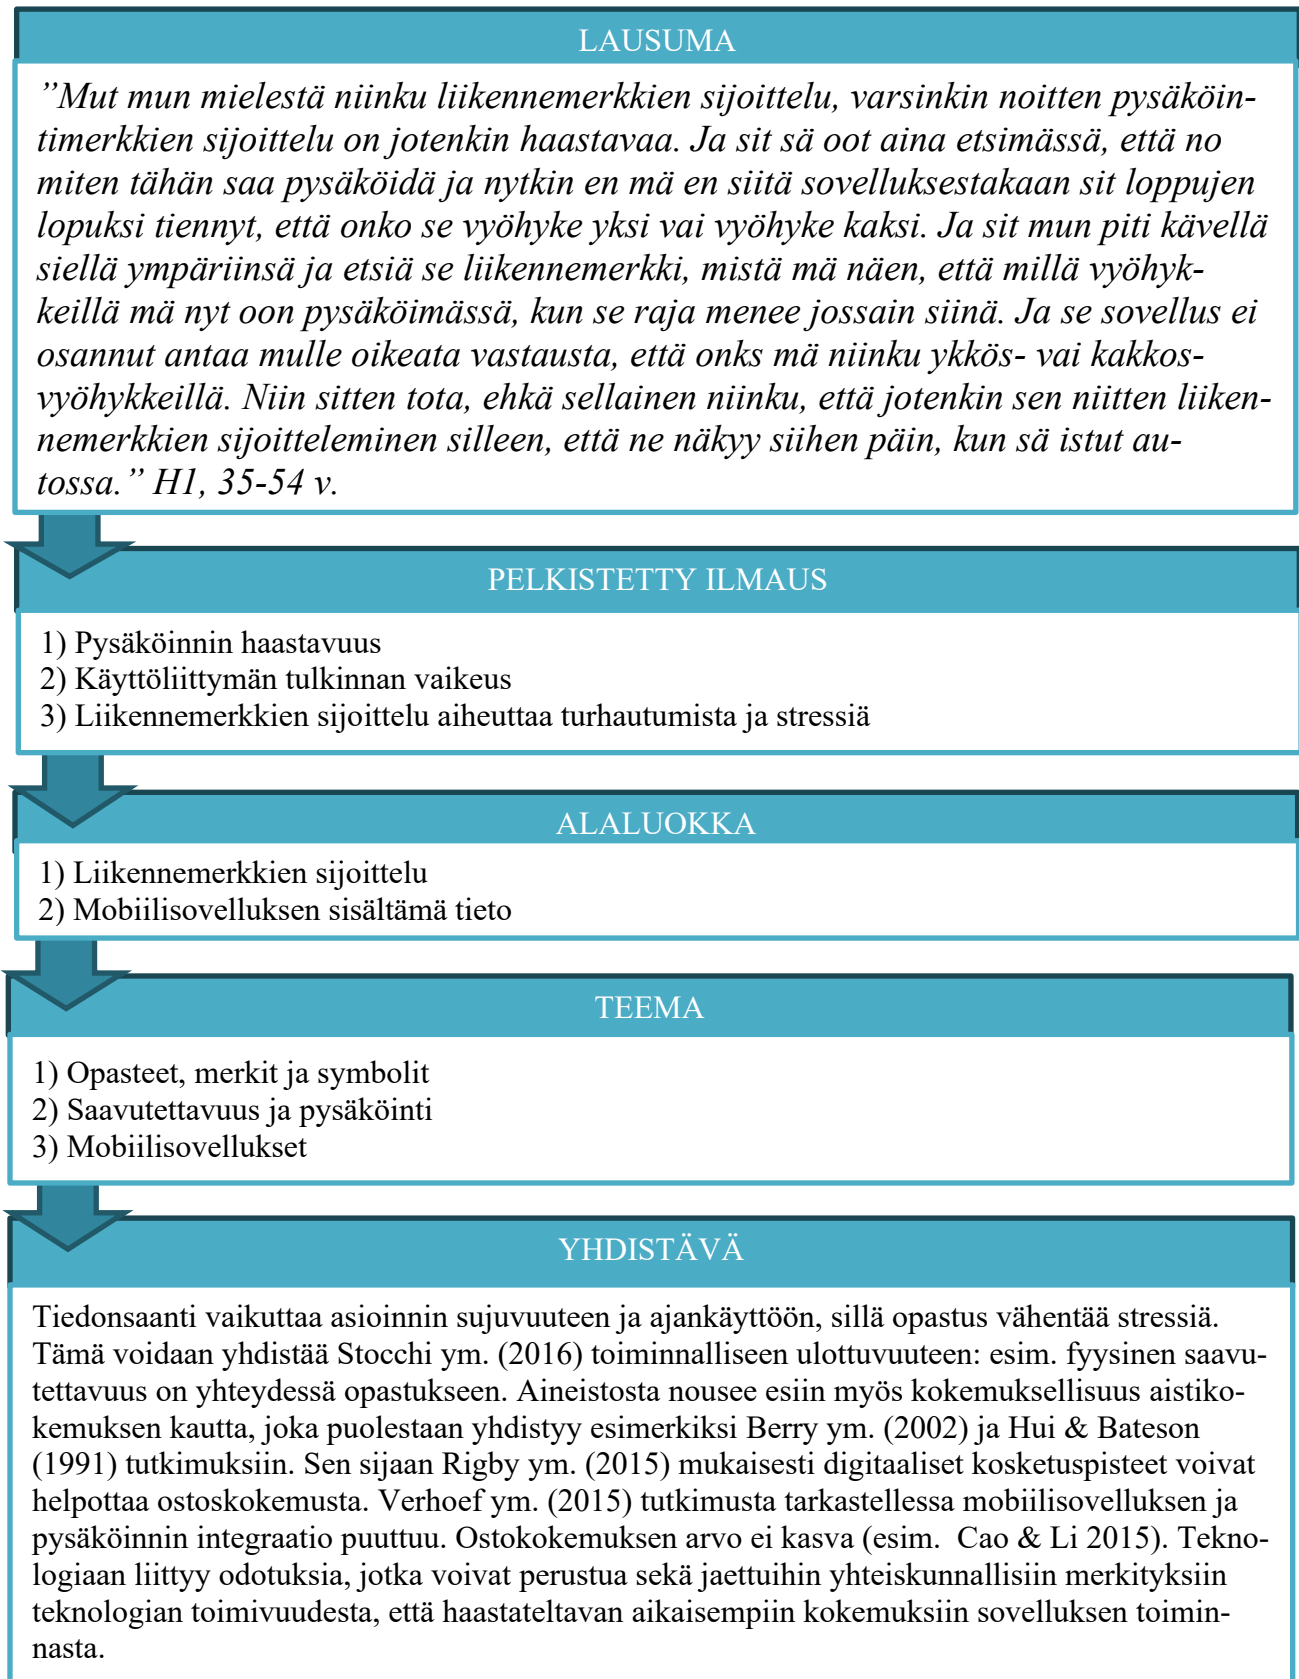 LAUSUMA
”Mut mun mielestä niinku liikennemerkkien sijoittelu, varsinkin noitten pysäköin-
timerkkien sijoittelu on jotenkin haastavaa. Ja sit sä oot aina etsimässä, että no
miten tähän saa pysäköidä ja nytkin en mä en siitä sovelluksestakaan sit loppujen
lopuksi tiennyt, että onko se vyöhyke yksi vai vyöhyke kaksi. Ja sit mun piti kävellä
siellä ympäriinsä ja etsiä se liikennemerkki, mistä mä näen, että millä vyöhyk-
keillä mä nyt oon pysäköimässä, kun se raja menee jossain siinä. Ja se sovellus ei
osannut antaa mulle oikeata vastausta, että onks mä niinku ykkös- vai kakkos-
vyöhykkeillä. Niin sitten tota, ehkä sellainen niinku, että jotenkin sen niitten liiken-
nemerkkien sijoitteleminen silleen, että ne näkyy siihen päin, kun sä istut au-
tossa.” H1, 35-54 v.
PELKISTETTY ILMAUS
1) Pysäköinnin haastavuus
2) Käyttöliittymän tulkinnan vaikeus
3) Liikennemerkkien sijoittelu aiheuttaa turhautumista ja stressiä
ALALUOKKA
1) Liikennemerkkien sijoittelu
2) Mobiilisovelluksen sisältämä tieto
TEEMA
1) Opasteet, merkit ja symbolit
2) Saavutettavuus ja pysäköinti
3) Mobiilisovellukset
YHDISTÄVÄ
Tiedonsaanti vaikuttaa asioinnin sujuvuuteen ja ajankäyttöön, sillä opastus vähentää stressiä.
Tämä voidaan yhdistää Stocchi ym. (2016) toiminnalliseen ulottuvuuteen: esim. fyysinen saavu-
tettavuus on yhteydessä opastukseen. Aineistosta nousee esiin myös kokemuksellisuus aistiko-
kemuksen kautta, joka puolestaan yhdistyy esimerkiksi Berry ym. (2002) ja Hui & Bateson
(1991) tutkimuksiin. Sen sijaan Rigby ym. (2015) mukaisesti digitaaliset kosketuspisteet voivat
helpottaa ostoskokemusta. Verhoef ym. (2015) tutkimusta tarkastellessa mobiilisovelluksen ja
pysäköinnin integraatio puuttuu. Ostokokemuksen arvo ei kasva (esim. Cao & Li 2015). Tekno-
logiaan liittyy odotuksia, jotka voivat perustua sekä jaettuihin yhteiskunnallisiin merkityksiin
teknologian toimivuudesta, että haastateltavan aikaisempiin kokemuksiin sovelluksen toimin-
nasta.